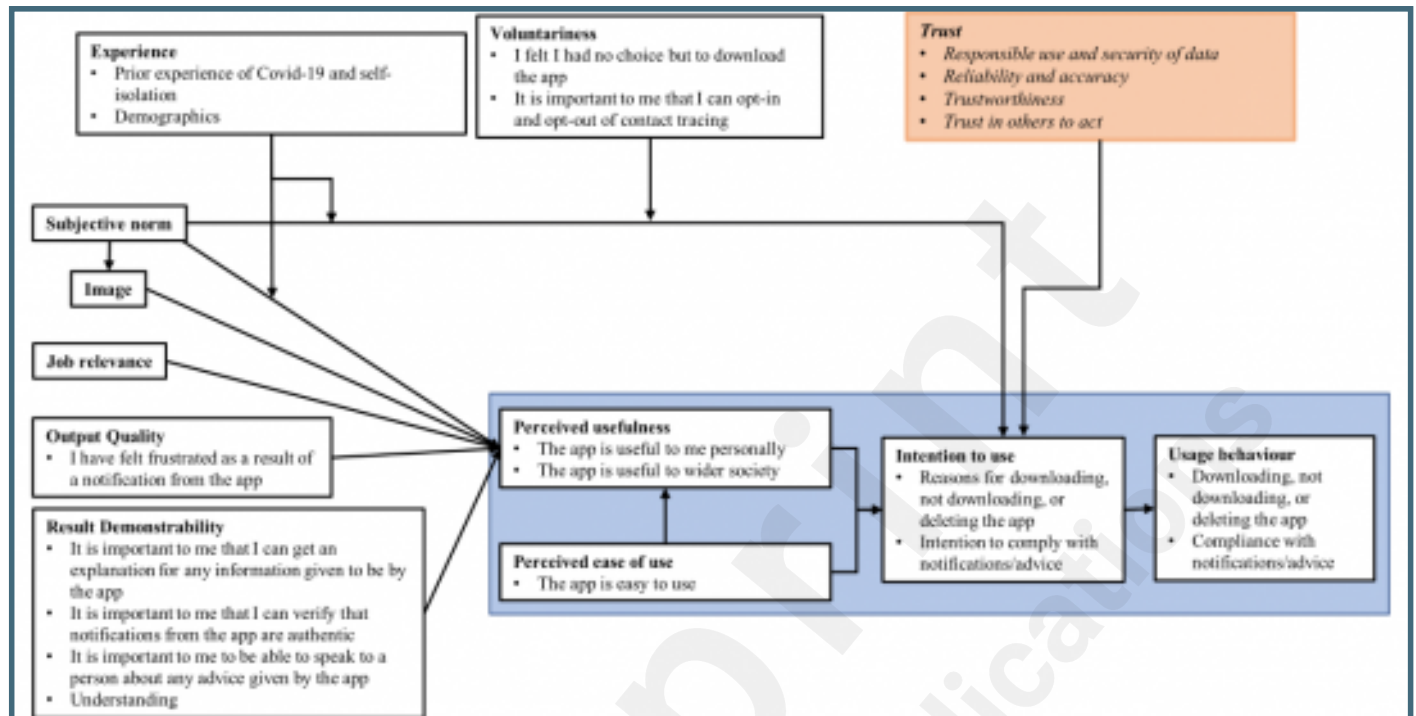 Experience
• Prior experience of Covid-19 and self-
isolation
• Demographics
Voluntariness
• I felt I had no choice but to download
the app
• It is important to me that I can opt-in
and opt-out of contact tracing
Trust
• Responsible use and security of data
• Reliability and accuracy
• Trustworthiness
• Trust in others to act
Subjective norm
Image
Job relevance
Output Quality
• I have felt frustrated as a result of
a notification from the app
Result Demonstrability
• It is important to me that I can get an
explanation for any information given to be by
the app
• It is important to me that I can verify that
notifications from the app are authentic
• It is important to me to be able to speak to a
person about any advice given by the app
• Understanding
Perceived usefulness
• The app is useful to me personally
• The app is useful to wider society
Perceived ease of use
• The app is easy to use
Intention to use
• Reasons for downloading,
not downloading, or
deleting the app
• Intention to comply with
notifications/advice
Usage behaviour
• Downloading, not
downloading, or
deleting the app
• Compliance with
notifications/advice
print
lications